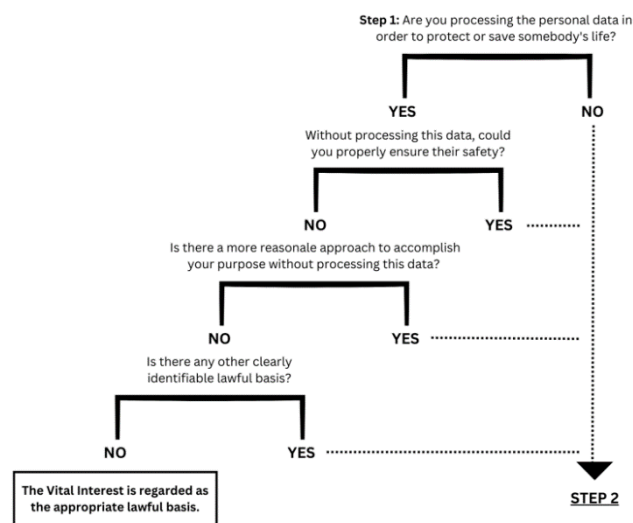 Step 1: Are you processing the personal data in
order to protect or save somebody's life?
YES
NO
Without processing this data, could
you properly ensure their safety?
NO
YES
Is there a more reasonale approach to accomplish
your purpose without processing this data?
NO
YES
Is there any other clearly
identifiable lawful basis?
NO
YES
The Vital Interest is regarded as
the appropriate lawful basis.
STEP 2